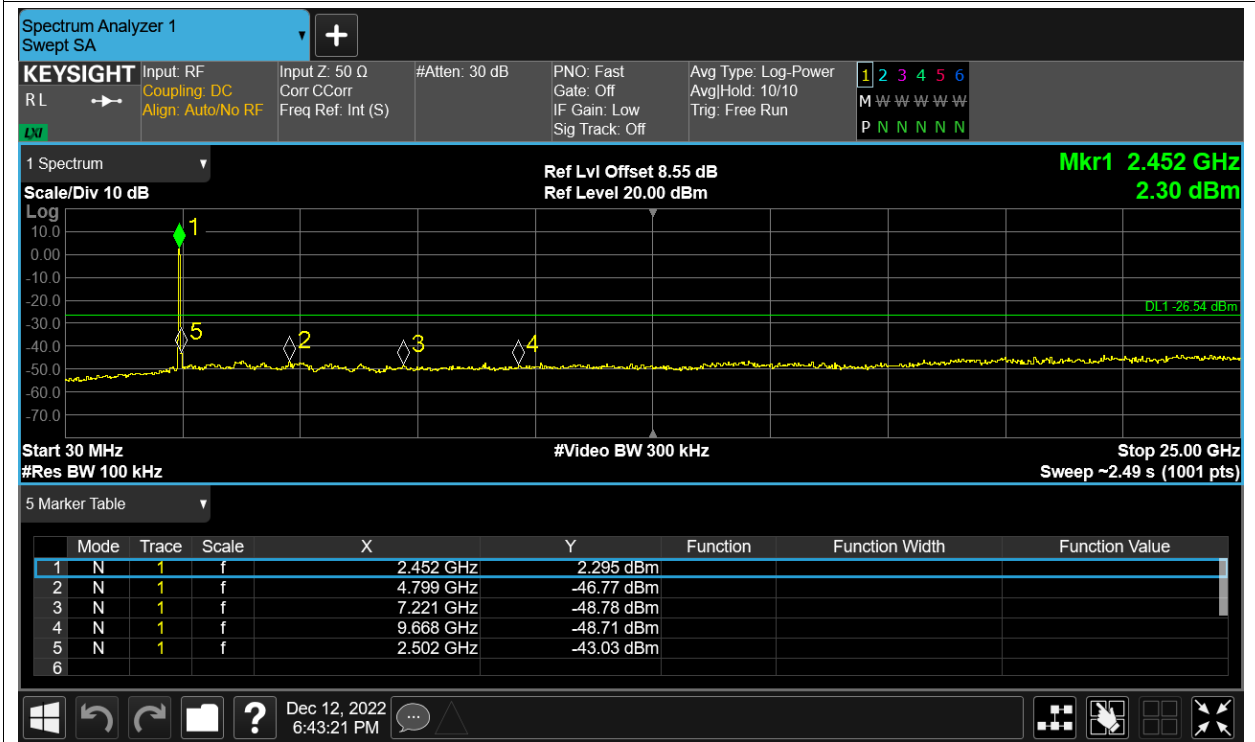 Spectrum Analyzer 1
Swept SA
+
KEYSIGHT
R L
LXI
Input: RF
Coupling: DC
Align: Auto/No RF
Input Z: 50 Ω
Corr CCorr
Freq Ref: Int (S)
#Atten: 30 dB
PNO: Fast
Gate: Off
IF Gain: Low
Sig Track: Off
Avg Type: Log-Power
Avg|Hold: 10/10
Trig: Free Run
1 2 3 4 5 6
M W W W W W
P N N N N N
1 Spectrum
Scale/Div 10 dB
Ref Lvl Offset 8.55 dB
Ref Level 20.00 dBm
Mkr1 2.452 GHz
2.30 dBm
Log
10.0
0.00
-10.0
-20.0
-30.0
-40.0
-50.0
-60.0
-70.0
1
5
2
3
4
DL1 -26.54 dBm
Start 30 MHz
#Video BW 300 kHz
Stop 25.00 GHz
#Res BW 100 kHz
Sweep ~2.49 s (1001 pts)
5 Marker Table
Mode Trace Scale X Y Function Function Width Function Value
1 N 1 f 2.452 GHz 2.295 dBm
2 N 1 f 4.799 GHz -46.77 dBm
3 N 1 f 7.221 GHz -48.78 dBm
4 N 1 f 9.668 GHz -48.71 dBm
5 N 1 f 2.502 GHz -43.03 dBm
6
?
Dec 12, 2022
6:43:21 PM